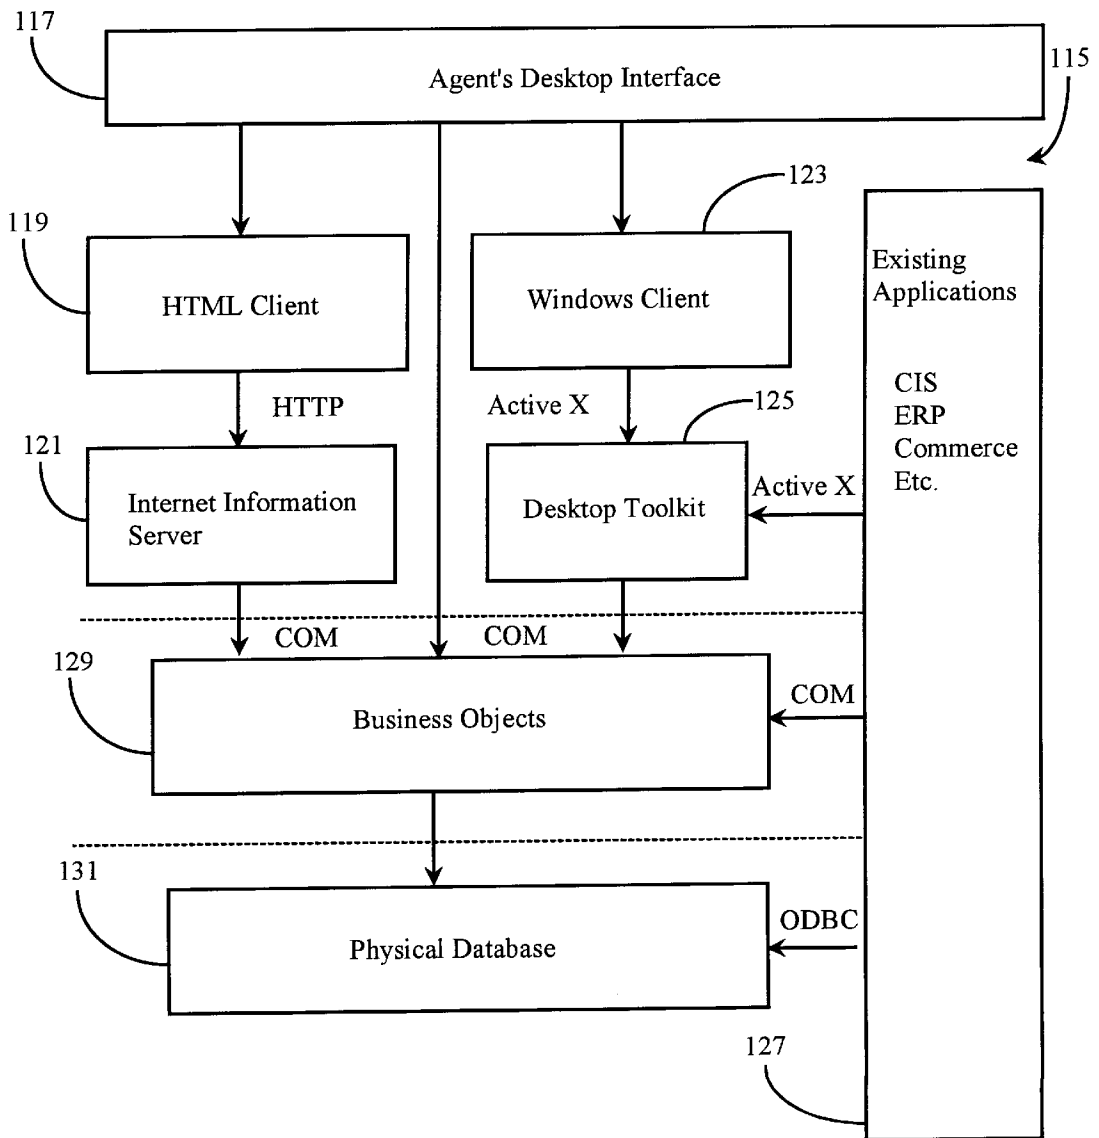 117
Agent's Desktop Interface
115
123
119
HTML Client
Windows Client
Existing
Applications
CIS
ERP
Commerce
Etc.
HTTP
Active X
125
121
Internet Information
Server
Desktop Toolkit
Active X
COM
COM
129
Business Objects
COM
131
Physical Database
ODBC
127